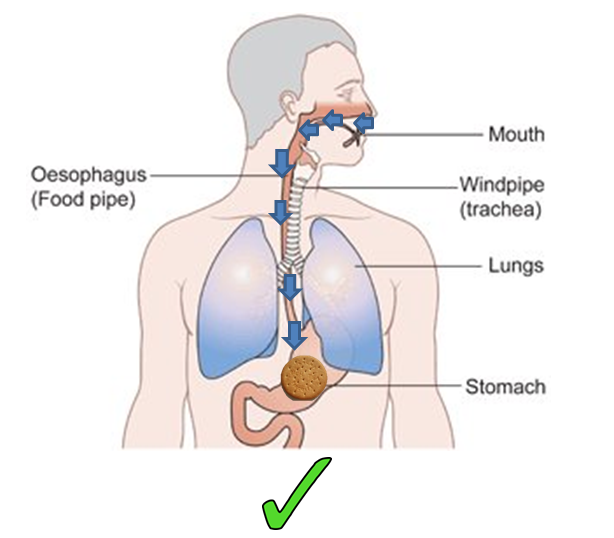 Mouth
Oesophagus
(Food pipe)
Windpipe
(trachea)
Lungs
Stomach